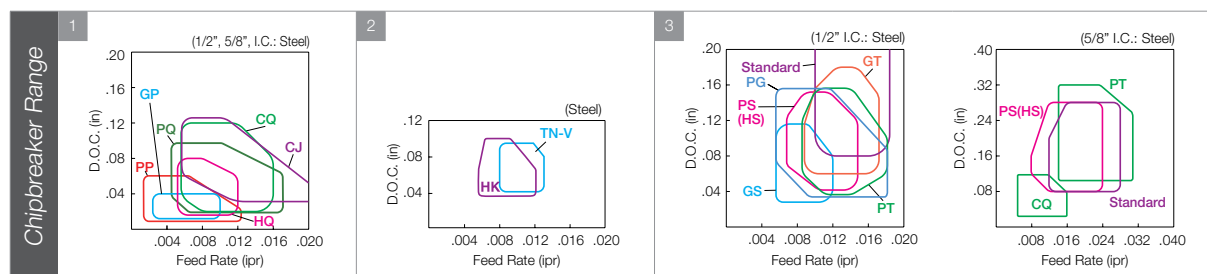 Chipbreaker Range
1
(1/2", 5/8", I.C.: Steel)
D.O.C. (in)
.20
.16
.12
.08
.04
GP
CQ
PQ
CJ
PP
HQ
.004 .008 .012 .016 .020
Feed Rate (ipr)
2
(Steel)
D.O.C. (in)
.12
.08
.04
TN-V
HK
.004 .008 .012 .016 .020
Feed Rate (ipr)
3
(1/2" I.C.: Steel)
D.O.C. (in)
.20
.16
.12
.08
.04
Standard
GT
PG
PS
(HS)
GS
PT
.004 .008 .012 .016 .020
Feed Rate (ipr)
(5/8" I.C.: Steel)
D.O.C. (in)
.40
.32
.24
.16
.08
PT
PS(HS)
CQ
Standard
.008 .016 .024 .032 .040
Feed Rate (ipr)